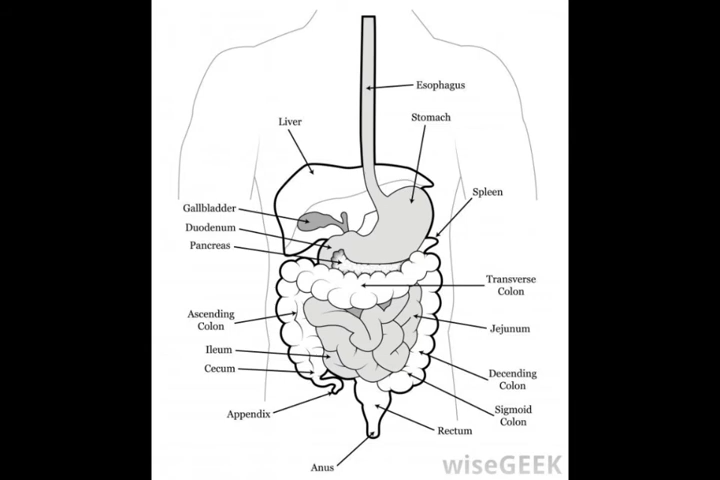 Esophagus
Stomach
Liver
Spleen
Gallbladder
Duodenum
Pancreas
Transverse
Colon
Ascending
Colon
Jejunum
Ileum
Cecum
Decending
Colon
Appendix
Sigmoid
Colon
Rectum
Anus
wiseGEEK